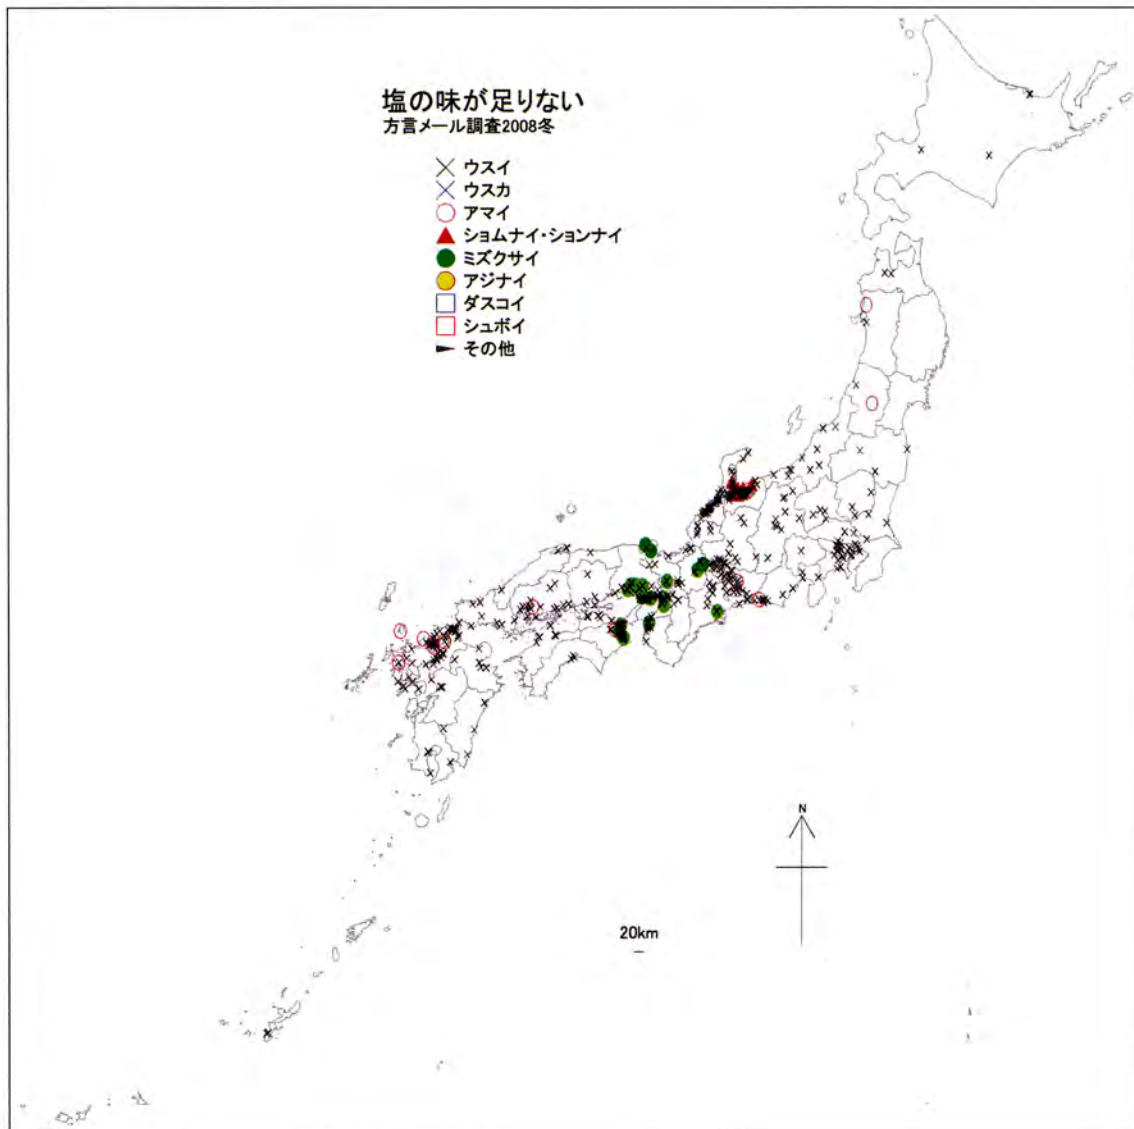 塩の味が足りない
方言メール調査2008冬
ウスイ
ウスカ
アマイ
ショムナイ・ションナイ
ミズクサイ
アジナイ
ダスコイ
シュボイ
その他
N
20km